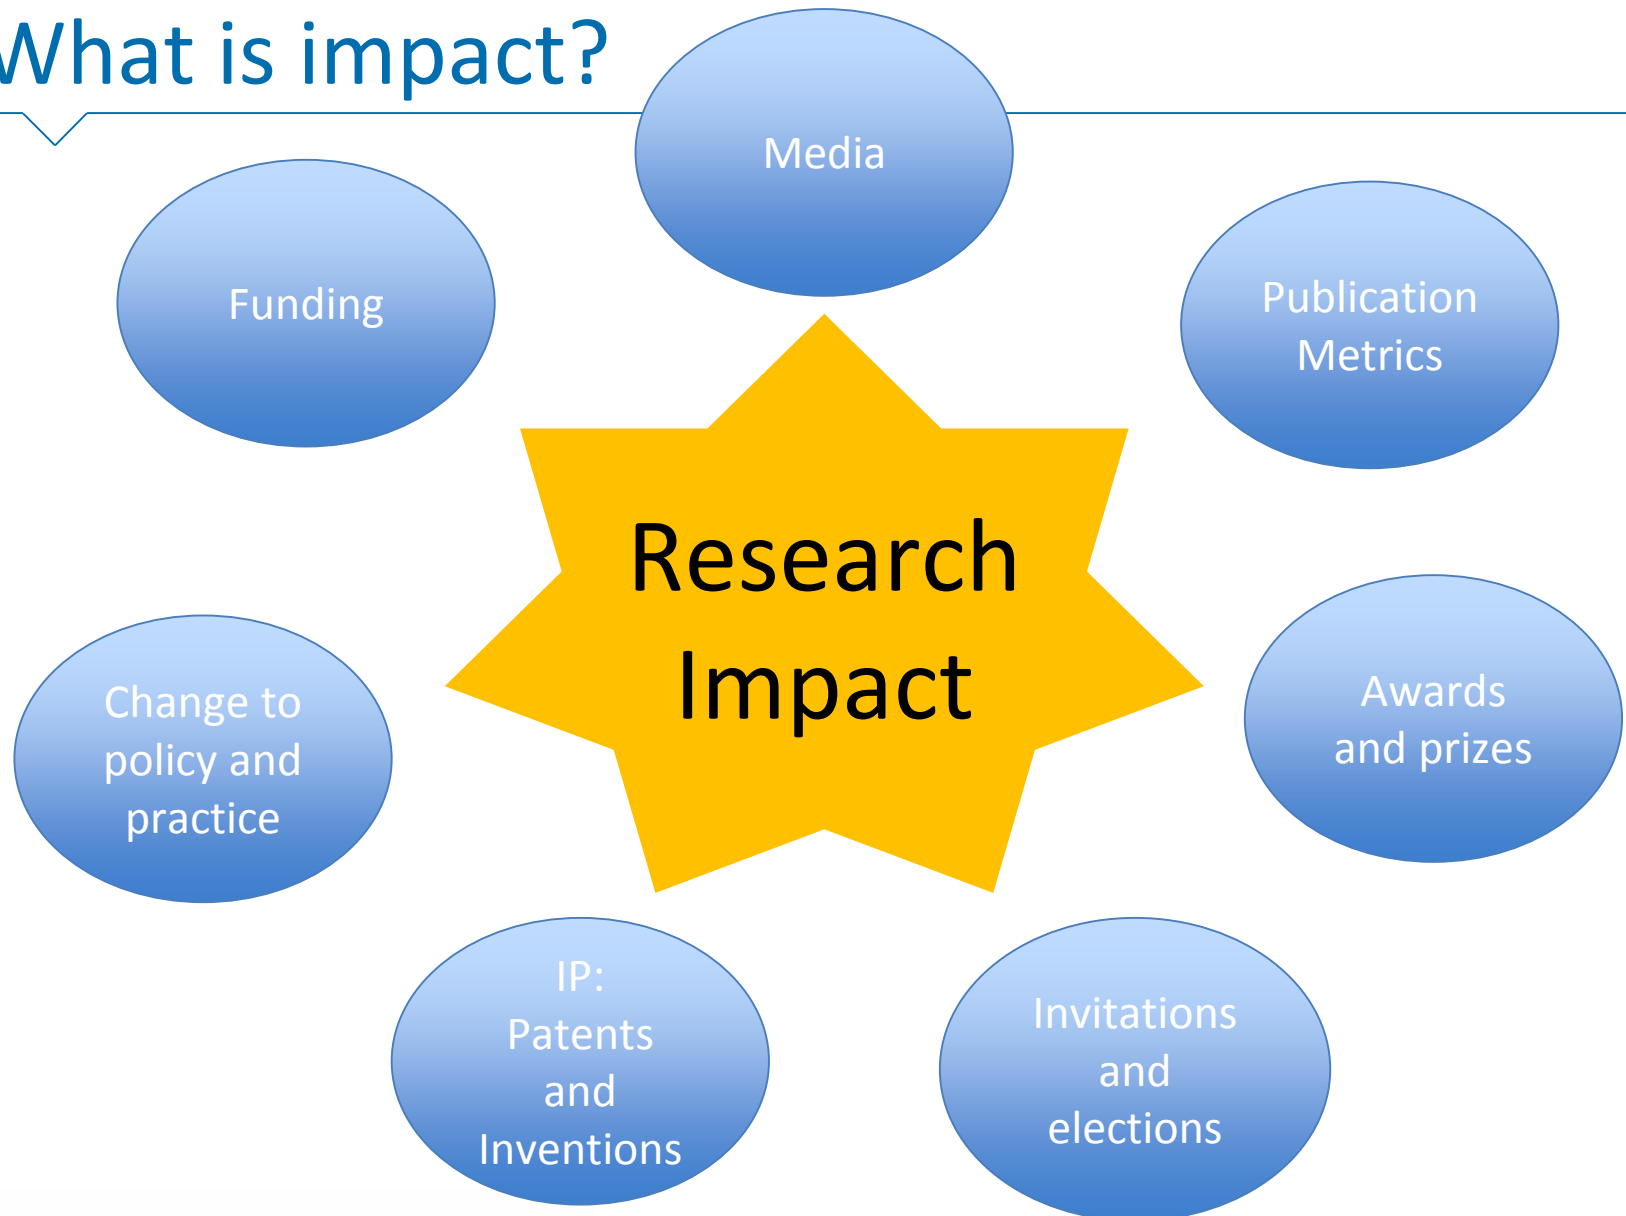 What is impact?
Media
Funding
Publication
Metrics
Research
Impact
Change to
policy and
practice
Awards
and prizes
IP:
Patents
and
Inventions
Invitations
and
elections